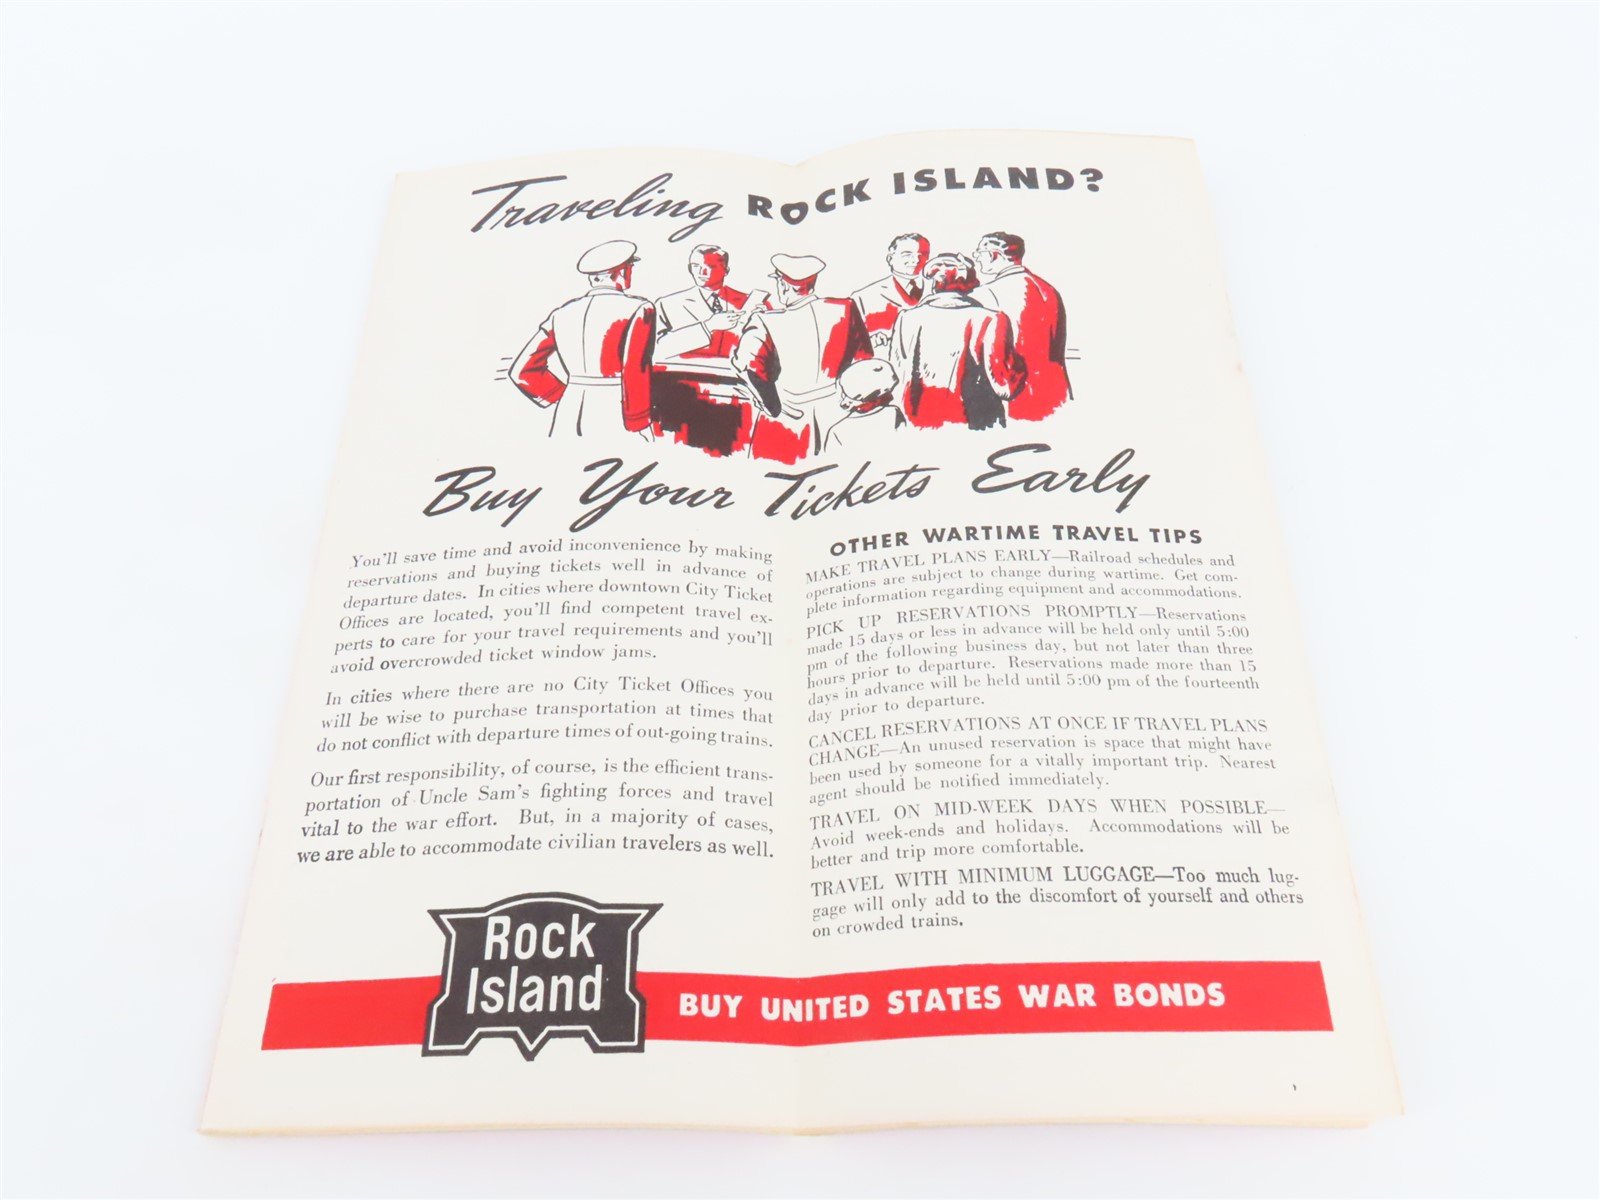 Traveling ROCK ISLAND?
Buy Your Tickets Early
You'll save time and avoid inconvenience by making
reservations and buying tickets well in advance of
departure dates. In cities where downtown City Ticket
Offices are located, you'll find competent travel ex-
perts to care for your travel requirements and you'll
avoid overcrowded ticket window jams.
In cities where there are no City Ticket Offices you
will be wise to purchase transportation at times that
do not conflict with departure times of out-going trains.
Our first responsibility, of course, is the efficient trans-
portation of Uncle Sam's fighting forces and travel
vital to the war effort. But, in a majority of cases,
we are able to accommodate civilian travelers as well.
OTHER WARTIME TRAVEL TIPS
MAKE TRAVEL PLANS EARLY—Railroad schedules and
operations are subject to change during wartime. Get com-
plete information regarding equipment and accommodations.
PICK UP RESERVATIONS PROMPTLY—Reservations
made 15 days or less in advance will be held only until 5:00
pm of the following business day, but not later than three
hours prior to departure. Reservations made more than 15
days in advance will be held until 5:00 pm of the fourteenth
day prior to departure.
CANCEL RESERVATIONS AT ONCE IF TRAVEL PLANS
CHANGE—An unused reservation is space that might have
been used by someone for a vitally important trip. Nearest
agent should be notified immediately.
TRAVEL ON MID-WEEK DAYS WHEN POSSIBLE—
Avoid week-ends and holidays. Accommodations will be
better and trip more comfortable.
TRAVEL WITH MINIMUM LUGGAGE—Too much lug-
gage will only add to the discomfort of yourself and others
on crowded trains.
Rock
Island
BUY UNITED STATES WAR BONDS